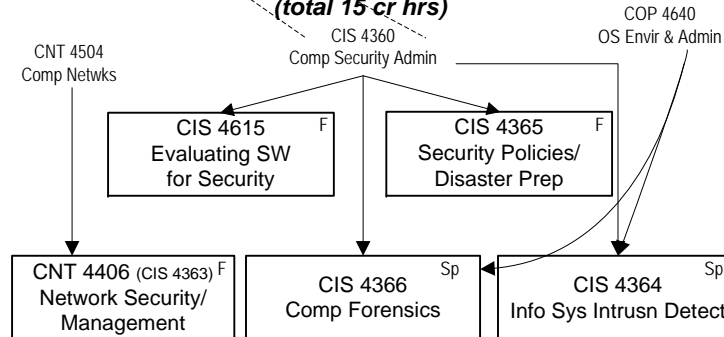 (total 15 cr hrs)
COP 4640
OS Envir & Admin
CIS 4360
Comp Security Admin
CNT 4504
Comp Netwks
CIS 4615 F
Evaluating SW
for Security
CIS 4365 F
Security Policies/
Disaster Prep
CNT 4406 (CIS 4363) F
Network Security/
Management
CIS 4366 Sp
Comp Forensics
CIS 4364 Sp
Info Sys Intrusn Detect